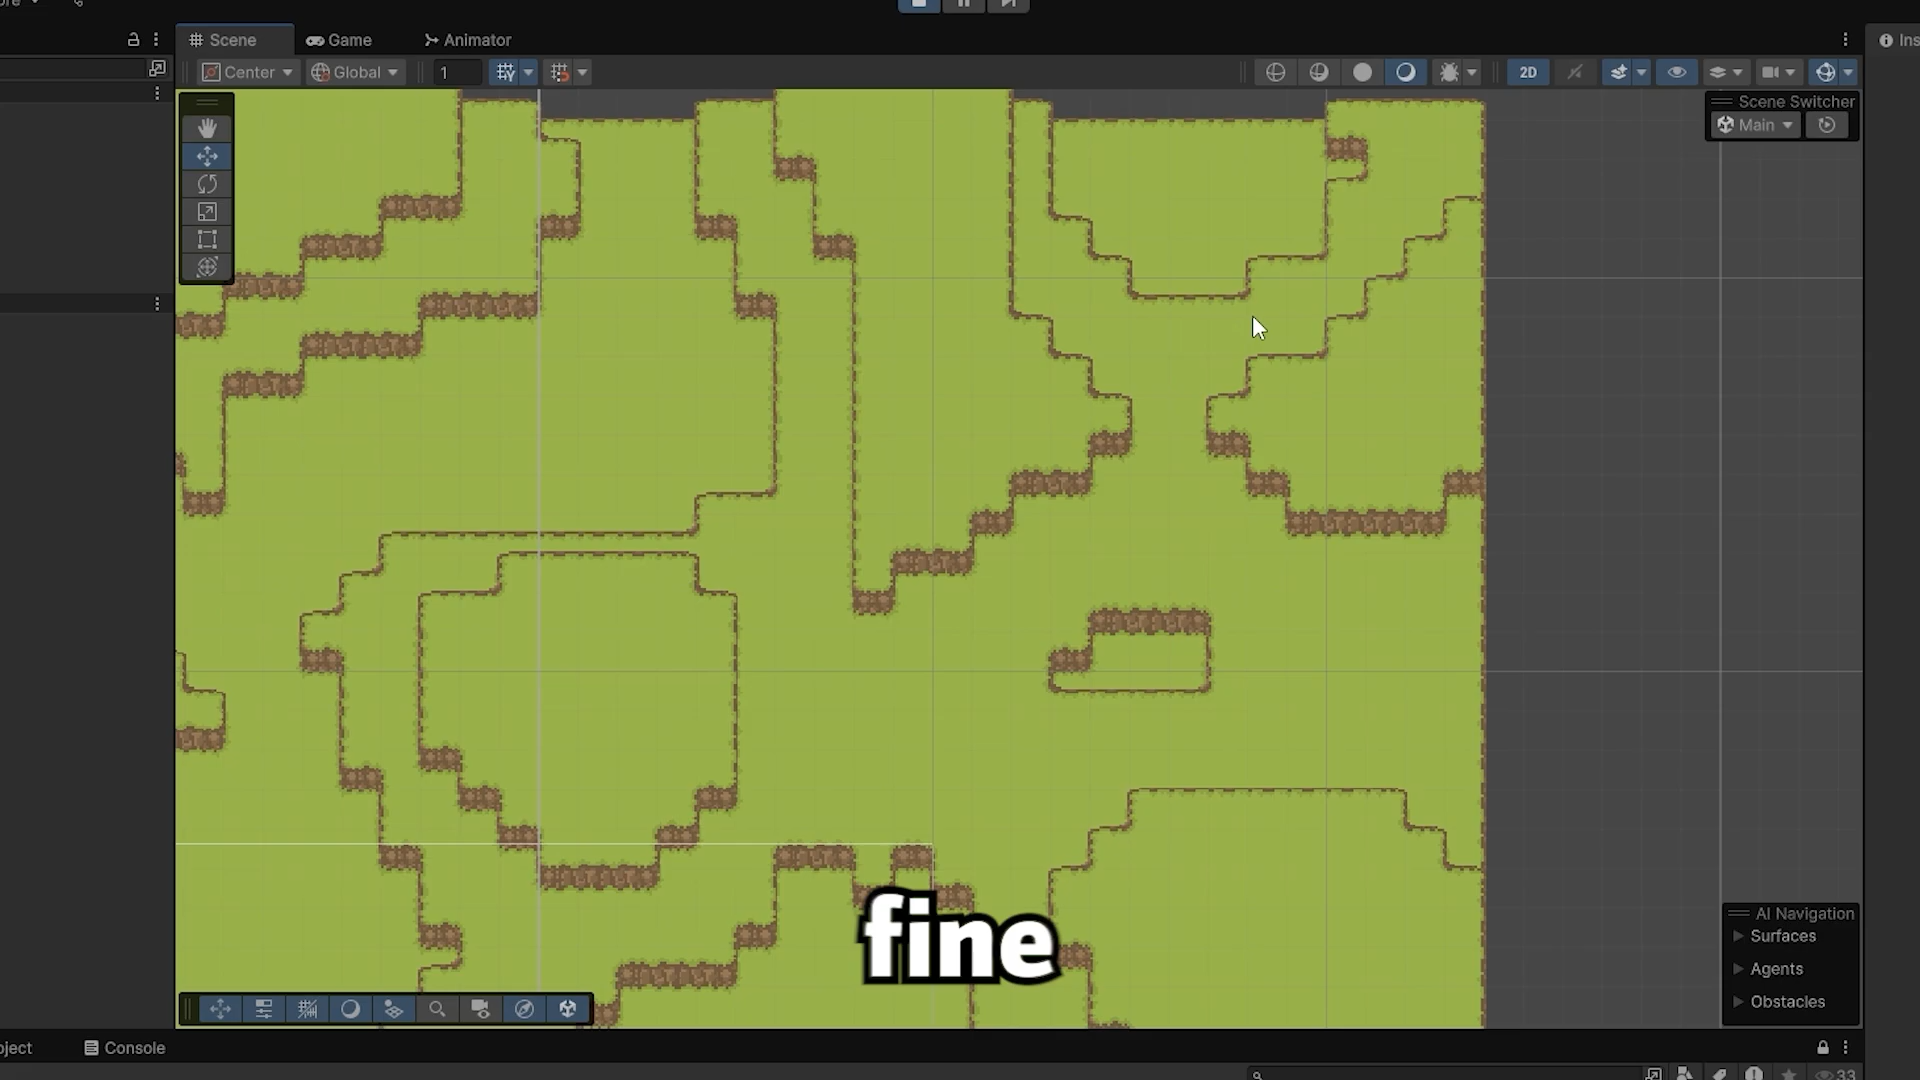 Scene
Game
Animator
Ins
Center
Global
1
2D
Scene Switcher
Main
fine
AI Navigation
Surfaces
Agents
Obstacles
oject
Console
33